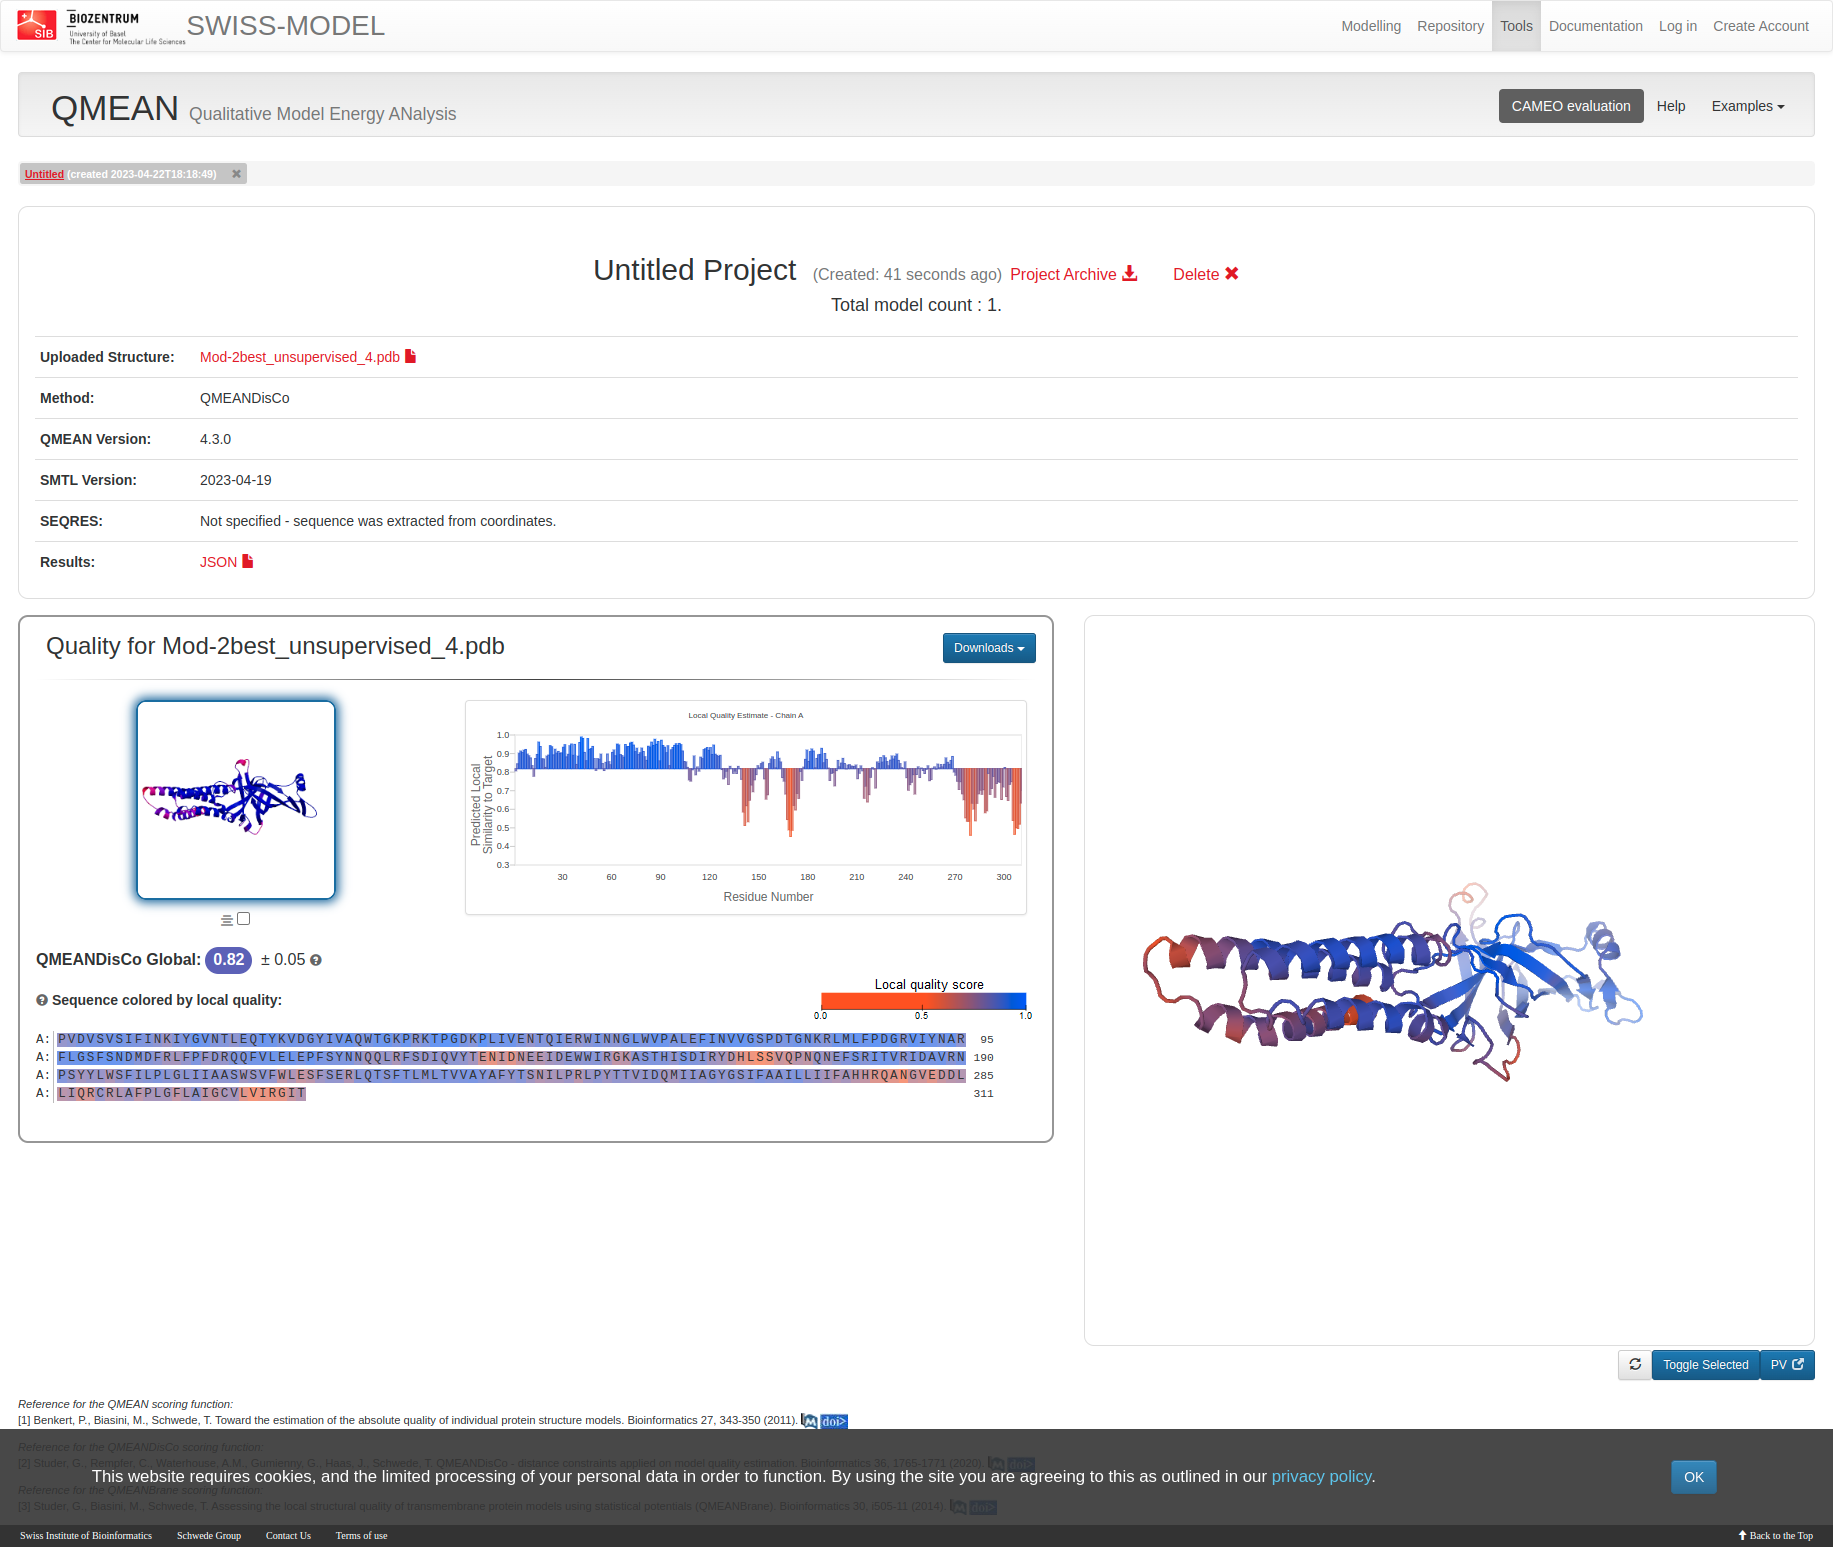 SIB
BIOZENTRUM
University of Basel
The Center for Molecular Life Sciences
SWISS-MODEL
Modelling Repository Tools Documentation Log in Create Account
QMEAN Qualitative Model Energy ANalysis
CAMEO evaluation Help Examples
Untitled (created 2023-04-22T18:18:49)
Untitled Project (Created: 41 seconds ago) Project Archive Delete
Total model count : 1.
Uploaded Structure: Mod-2best_unsupervised_4.pdb
Method: QMEANDisCo
QMEAN Version: 4.3.0
SMTL Version: 2023-04-19
SEQRES: Not specified - sequence was extracted from coordinates.
Results: JSON
Quality for Mod-2best_unsupervised_4.pdb
Downloads
Local Quality Estimate - Chain A
1.0
0.9
0.8
0.7
0.6
0.5
0.4
0.3
Predicted Local
Similarity to Target
30 60 90 120 150 180 210 240 270 300
Residue Number
QMEANDisCo Global: 0.82 ± 0.05
Sequence colored by local quality:
Local quality score
0.0 0.5 1.0
A: PVDVSVSIFINKIYGVNTLEQTYKVDGYIVAQWTGKPRKTPGDKPLIVENTQIERWINNGLWVPALEFINVVGSPDTGNKRLMLFPDGRVIYNAR 95
A: FLGSFSNDMDFRLFPFDRQQFVLELEPFSYNNQQLRFSDIQVYTENIDNEEIDEWWIRGKASTHISDIRYDHLSSVQPNQNEFSRITVRIDAVRN 190
A: PSYYLWSFILPLGLIIAASWSVFWLESFSERLQTSFTLMLTVVAYAFYTSNILPRLPYTTVIDQMIIAGYGSIFAAILLIIFAHHRQANGVEDDL 285
A: LIQRCRLAFPLGFLAIGCVLVIRGIT 311
Toggle Selected PV
Reference for the QMEAN scoring function:
[1] Benkert, P., Biasini, M., Schwede, T. Toward the estimation of the absolute quality of individual protein structure models. Bioinformatics 27, 343-350 (2011). M doi>
Reference for the QMEANDisCo scoring function:
[2] Studer, G., Rempfer, C., Waterhouse, A.M., Gumienny, G., Haas, J., Schwede, T. QMEANDisCo - distance constraints applied on model quality estimation. Bioinformatics 36, 1765-1771 (2020). M doi>
This website requires cookies, and the limited processing of your personal data in order to function. By using the site you are agreeing to this as outlined in our privacy policy. OK
Reference for the QMEANBrane scoring function:
[3] Studer, G., Biasini, M., Schwede, T. Assessing the local structural quality of transmembrane protein models using statistical potentials (QMEANBrane). Bioinformatics 30, i505-11 (2014). M doi>
Swiss Institute of Bioinformatics Schwede Group Contact Us Terms of use Back to the Top